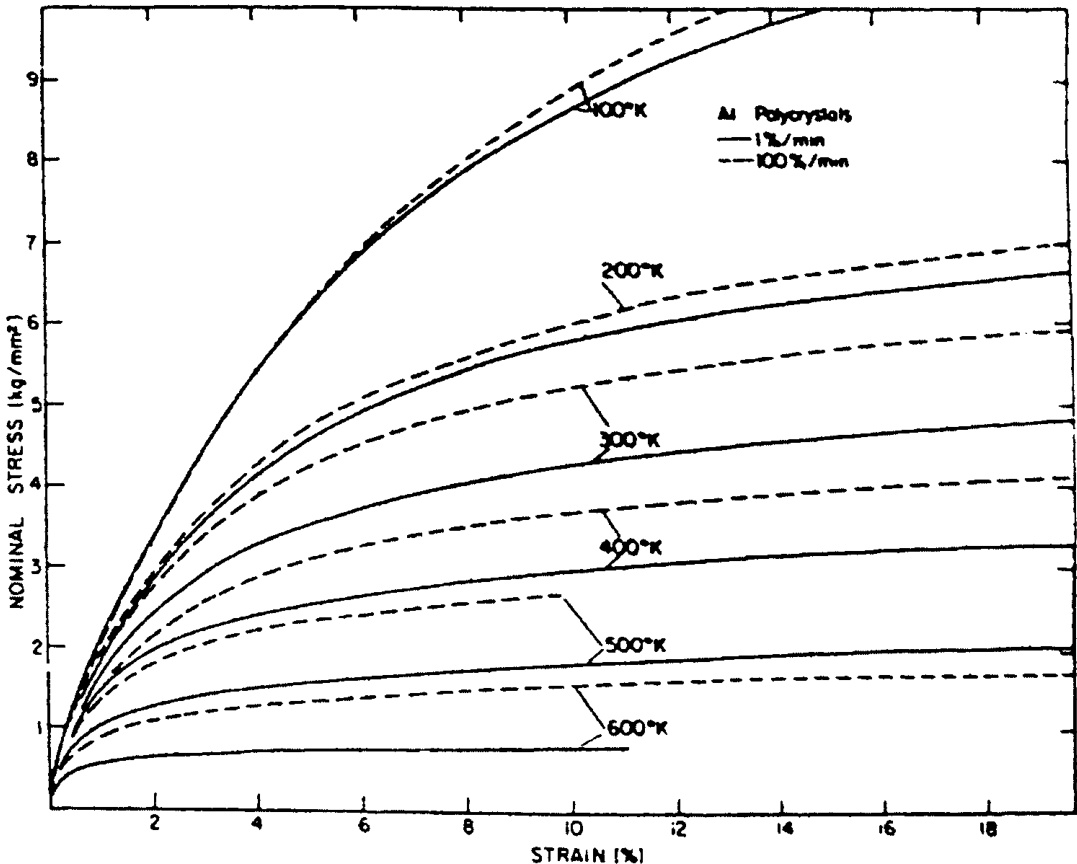 NOMINAL STRESS (kg/mm²)
9
8
7
6
5
4
3
2
1
100°K
Al Polycrystals
1%/min
100%/min
200°K
300°K
400°K
500°K
600°K
2
4
6
8
10
12
14
16
18
STRAIN [%]